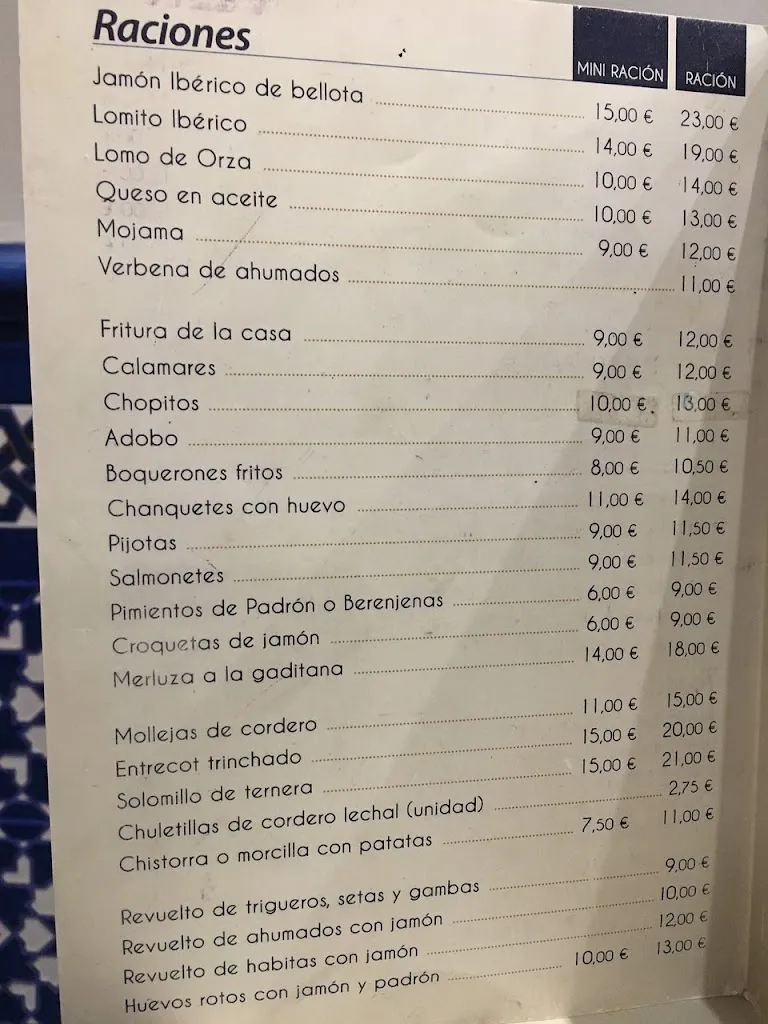 Raciones
MINI RACIÓN RACIÓN
Jamón Ibérico de bellota 15,00 € 23,00 €
Lomito Ibérico 14,00 € 19,00 €
Lomo de Orza 10,00 € 14,00 €
Queso en aceite 10,00 € 13,00 €
Mojama 9,00 € 12,00 €
Verbena de ahumados 11,00 €
Fritura de la casa 9,00 € 12,00 €
Calamares 9,00 € 12,00 €
Chopitos 10,00 € 13,00 €
Adobo 9,00 € 11,00 €
Boquerones fritos 8,00 € 10,50 €
Chanquetes con huevo 11,00 € 14,00 €
Pijotas 9,00 € 11,50 €
Salmonetes 9,00 € 11,50 €
Pimientos de Padrón o Berenjenas 6,00 € 9,00 €
Croquetas de jamón 6,00 € 9,00 €
Merluza a la gaditana 14,00 € 18,00 €
Mollejas de cordero 11,00 € 15,00 €
Entrecot trinchado 15,00 € 20,00 €
Solomillo de ternera 15,00 € 21,00 €
Chuletillas de cordero lechal (unidad) 2,75 €
Chistorra o morcilla con patatas 7,50 € 11,00 €
Revuelto de trigueros, setas y gambas 9,00 €
Revuelto de ahumados con jamón 10,00 €
Revuelto de habitas con jamón 12,00 €
Huevos rotos con jamón y padrón 10,00 € 13,00 €